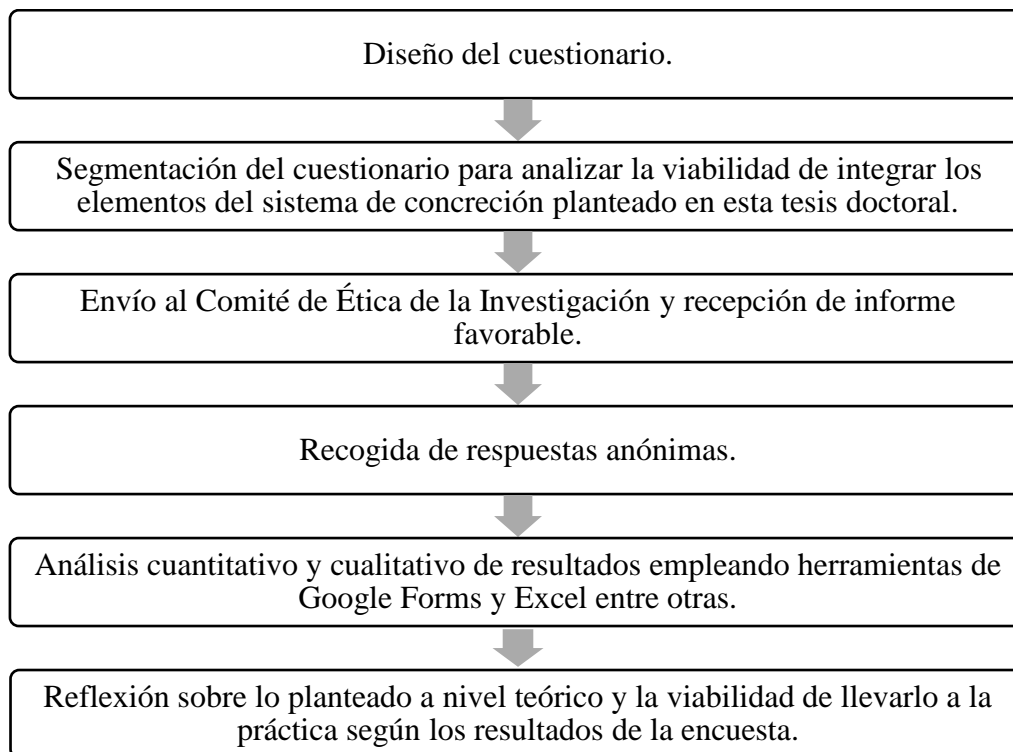 Diseño del cuestionario.
Segmentación del cuestionario para analizar la viabilidad de integrar los
elementos del sistema de concreción planteado en esta tesis doctoral.
Envío al Comité de Ética de la Investigación y recepción de informe
favorable.
Recogida de respuestas anónimas.
Análisis cuantitativo y cualitativo de resultados empleando herramientas de
Google Forms y Excel entre otras.
Reflexión sobre lo planteado a nivel teórico y la viabilidad de llevarlo a la
práctica según los resultados de la encuesta.